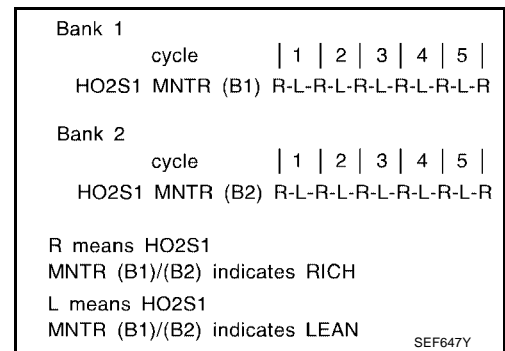 Bank 1
cycle | 1 | 2 | 3 | 4 | 5 |
HO2S1 MNTR (B1) R-L-R-L-R-L-R-L-R-L-R
Bank 2
cycle | 1 | 2 | 3 | 4 | 5 |
HO2S1 MNTR (B2) R-L-R-L-R-L-R-L-R-L-R
R means HO2S1
MNTR (B1)/(B2) indicates RICH
L means HO2S1
MNTR (B1)/(B2) indicates LEAN
SEF647Y